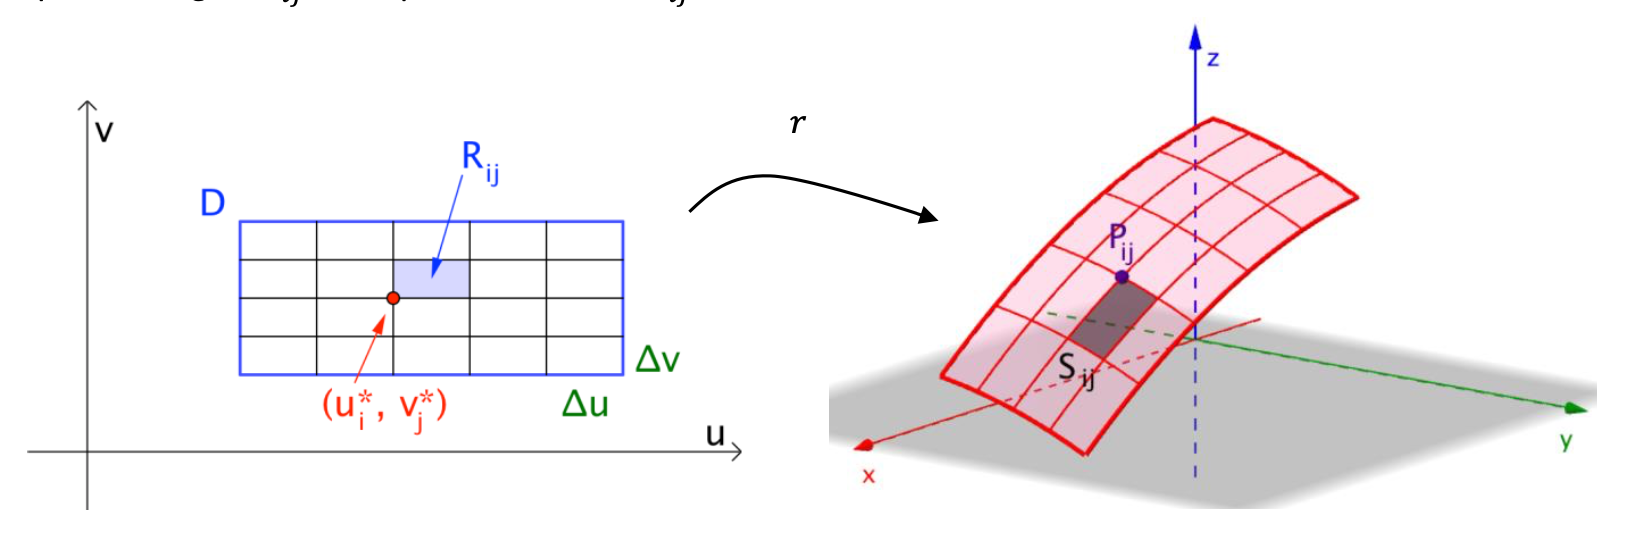 v
D
R_ij
Δv
(u_i^*, v_j^*)
Δu
u
r
z
P_ij
S_ij
x
y